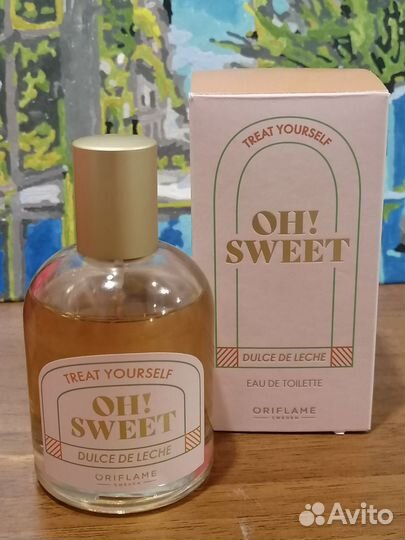 TREAT YOURSELF
OH!
SWEET
DULCE DE LECHE
EAU DE TOILETTE
ORIFLAME
SWEDEN
TREAT YOURSELF
OH!
SWEET
DULCE DE LECHE
ORIFLAME
SWEDEN
Avito